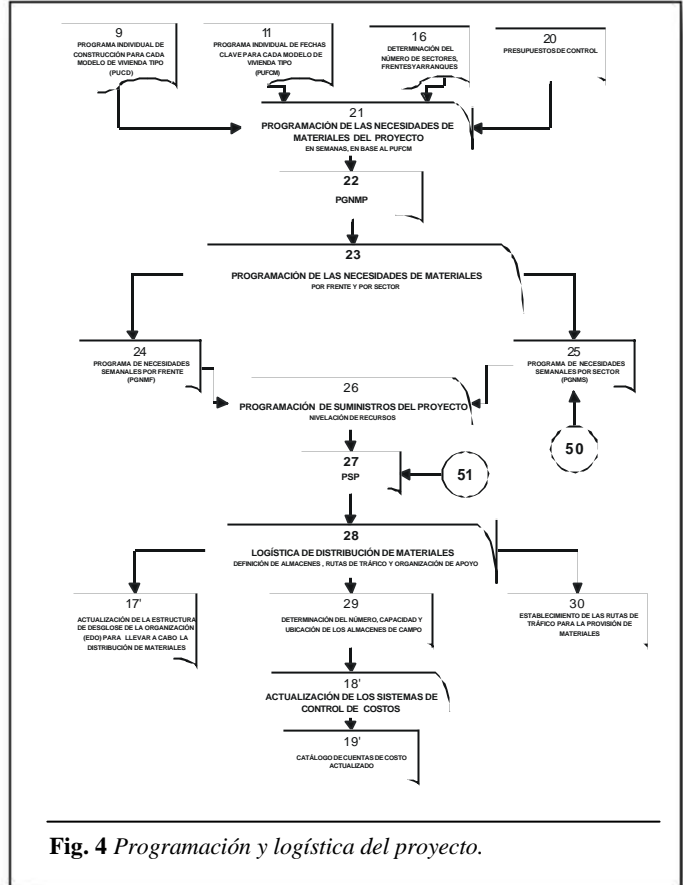 9
PROGRAMA INDIVIDUAL DE
CONSTRUCCIÓN PARA CADA
MODELO DE VIVIENDA TIPO
(PUCD)
11
PROGRAMA INDIVIDUAL DE FECHAS
CLAVE PARA CADA MODELO DE
VIVIENDA TIPO
(PUFCM)
16
DETERMINACIÓN DEL
NÚMERO DE SECTORES,
FRENTES Y ARRANQUES
20
PRESUPUESTOS DE CONTROL
21
PROGRAMACIÓN DE LAS NECESIDADES DE
MATERIALES DEL PROYECTO
EN SEMANAS, EN BASE AL PUFCM
22
PGNMP
23
PROGRAMACIÓN DE LAS NECESIDADES DE MATERIALES
POR FRENTE Y POR SECTOR
24
PROGRAMA DE NECESIDADES
SEMANALES POR FRENTE
(PGNMF)
25
PROGRAMA DE NECESIDADES
SEMANALES POR SECTOR
(PGNMS)
26
PROGRAMACIÓN DE SUMINISTROS DEL PROYECTO
NIVELACIÓN DE RECURSOS
50
27
PSP
51
28
LOGÍSTICA DE DISTRIBUCIÓN DE MATERIALES
DEFINICIÓN DE ALMACENES , RUTAS DE TRÁFICO Y ORGANIZACIÓN DE APOYO
17'
ACTUALIZACIÓN DE LA ESTRUCTURA
DE DESGLOSE DE LA ORGANIZACIÓN
(EDO) PARA LLEVAR A CABO LA
DISTRIBUCIÓN DE MATERIALES
29
DETERMINACIÓN DEL NÚMERO, CAPACIDAD Y
UBICACIÓN DE LOS ALMACENES DE CAMPO
30
ESTABLECIMIENTO DE LAS RUTAS DE
TRÁFICO PARA LA PROVISIÓN DE
MATERIALES
18'
ACTUALIZACIÓN DE LOS SISTEMAS DE
CONTROL DE COSTOS
19'
CATÁLOGO DE CUENTAS DE COSTO
ACTUALIZADO
Fig. 4 Programación y logística del proyecto.